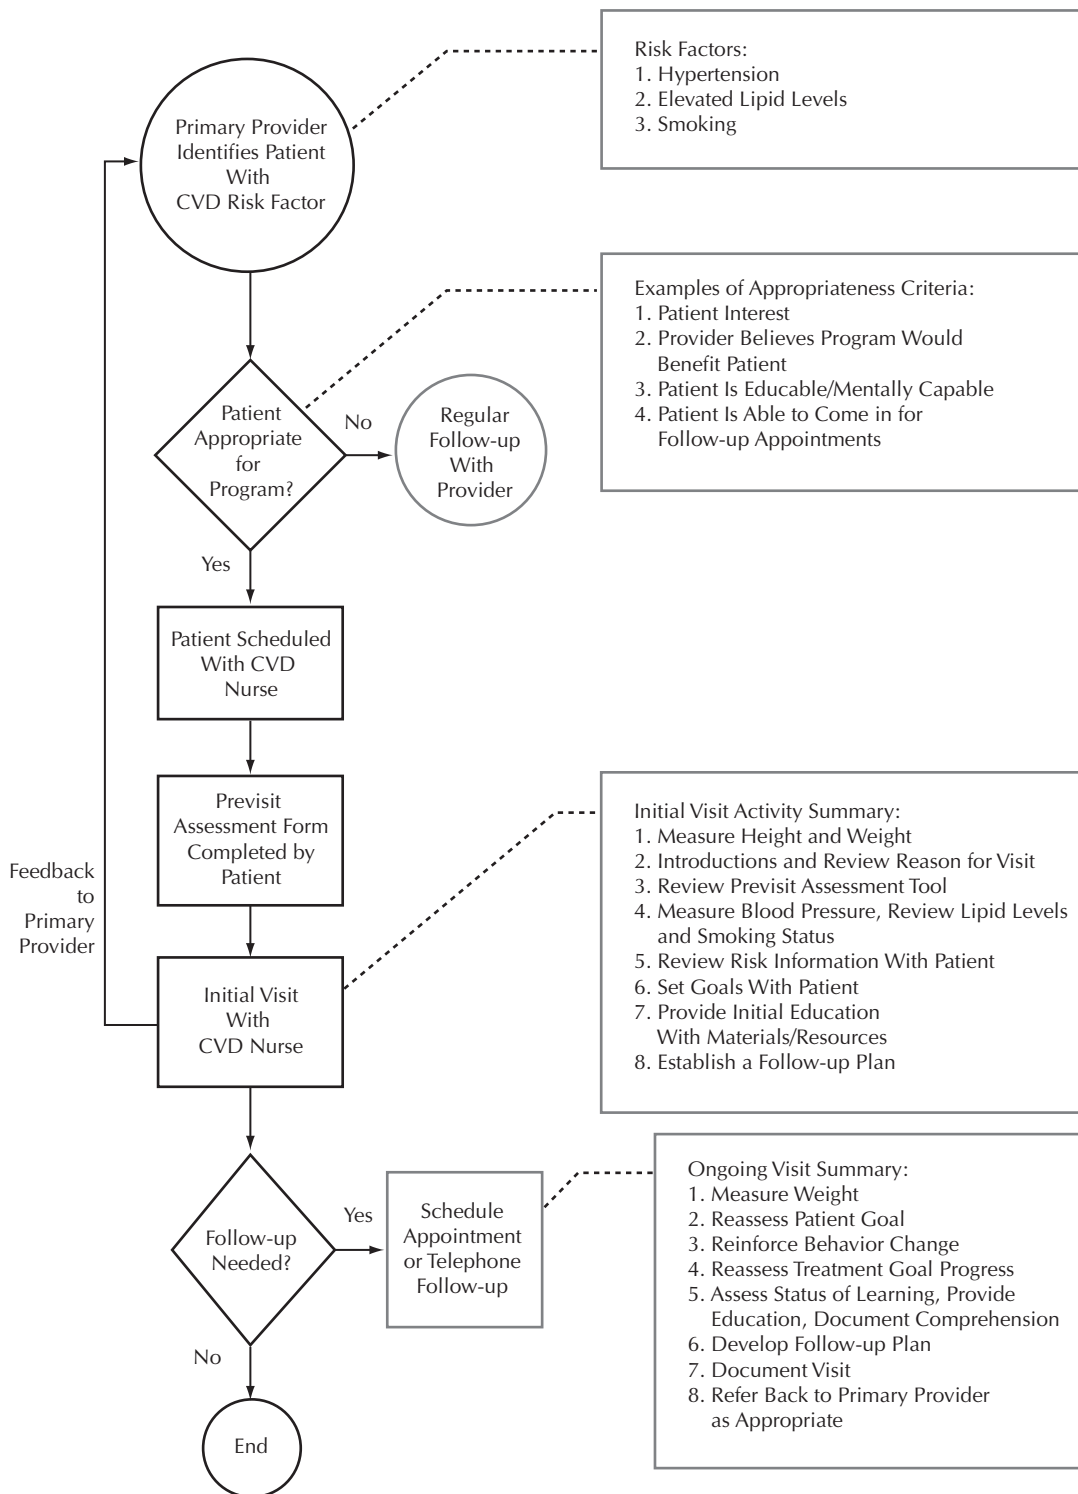 Primary Provider
Identifies Patient
With
CVD Risk Factor
Risk Factors:
1. Hypertension
2. Elevated Lipid Levels
3. Smoking
Patient
Appropriate
for
Program?
No
Regular
Follow-up
With
Provider
Examples of Appropriateness Criteria:
1. Patient Interest
2. Provider Believes Program Would
Benefit Patient
3. Patient Is Educable/Mentally Capable
4. Patient Is Able to Come in for
Follow-up Appointments
Yes
Patient Scheduled
With CVD
Nurse
Previsit
Assessment Form
Completed by
Patient
Feedback
to
Primary
Provider
Initial Visit
With
CVD Nurse
Initial Visit Activity Summary:
1. Measure Height and Weight
2. Introductions and Review Reason for Visit
3. Review Previsit Assessment Tool
4. Measure Blood Pressure, Review Lipid Levels
and Smoking Status
5. Review Risk Information With Patient
6. Set Goals With Patient
7. Provide Initial Education
With Materials/Resources
8. Establish a Follow-up Plan
Follow-up
Needed?
Yes
Schedule
Appointment
or Telephone
Follow-up
Ongoing Visit Summary:
1. Measure Weight
2. Reassess Patient Goal
3. Reinforce Behavior Change
4. Reassess Treatment Goal Progress
5. Assess Status of Learning, Provide
Education, Document Comprehension
6. Develop Follow-up Plan
7. Document Visit
8. Refer Back to Primary Provider
as Appropriate
No
End